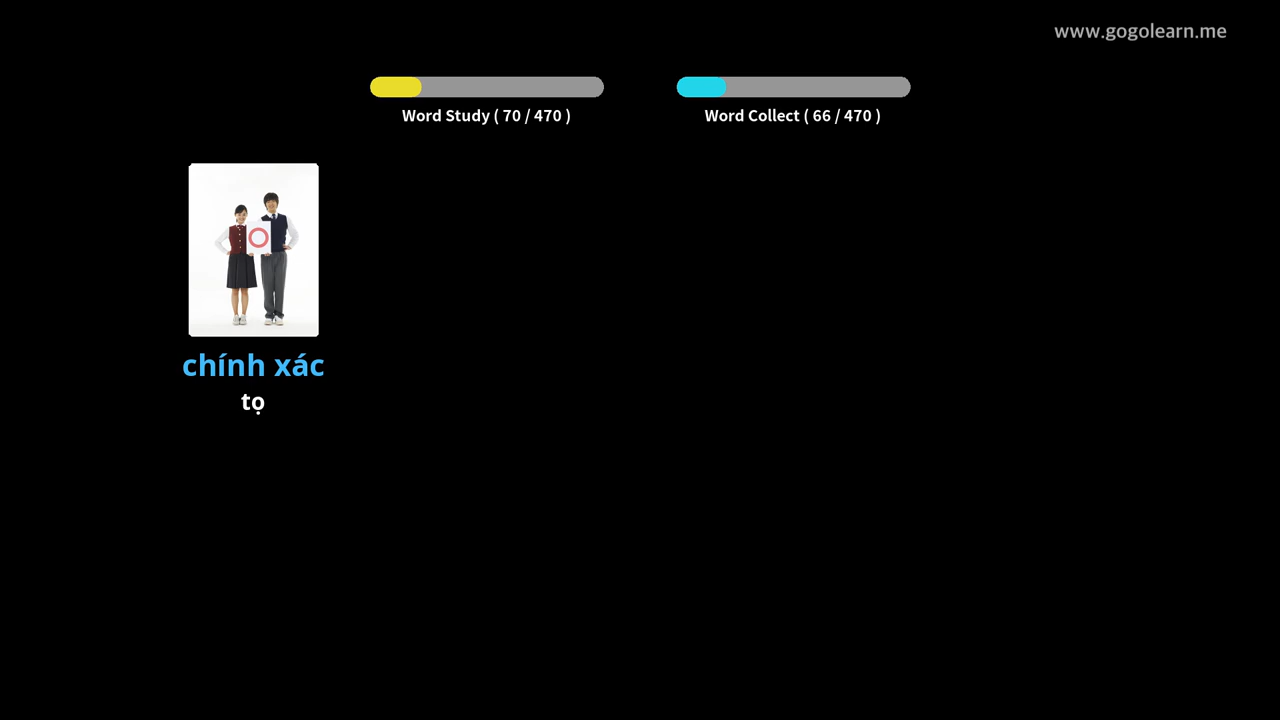 www.gogolearn.me
Word Study ( 70 / 470 )
Word Collect ( 66 / 470 )
chính xác
tọ